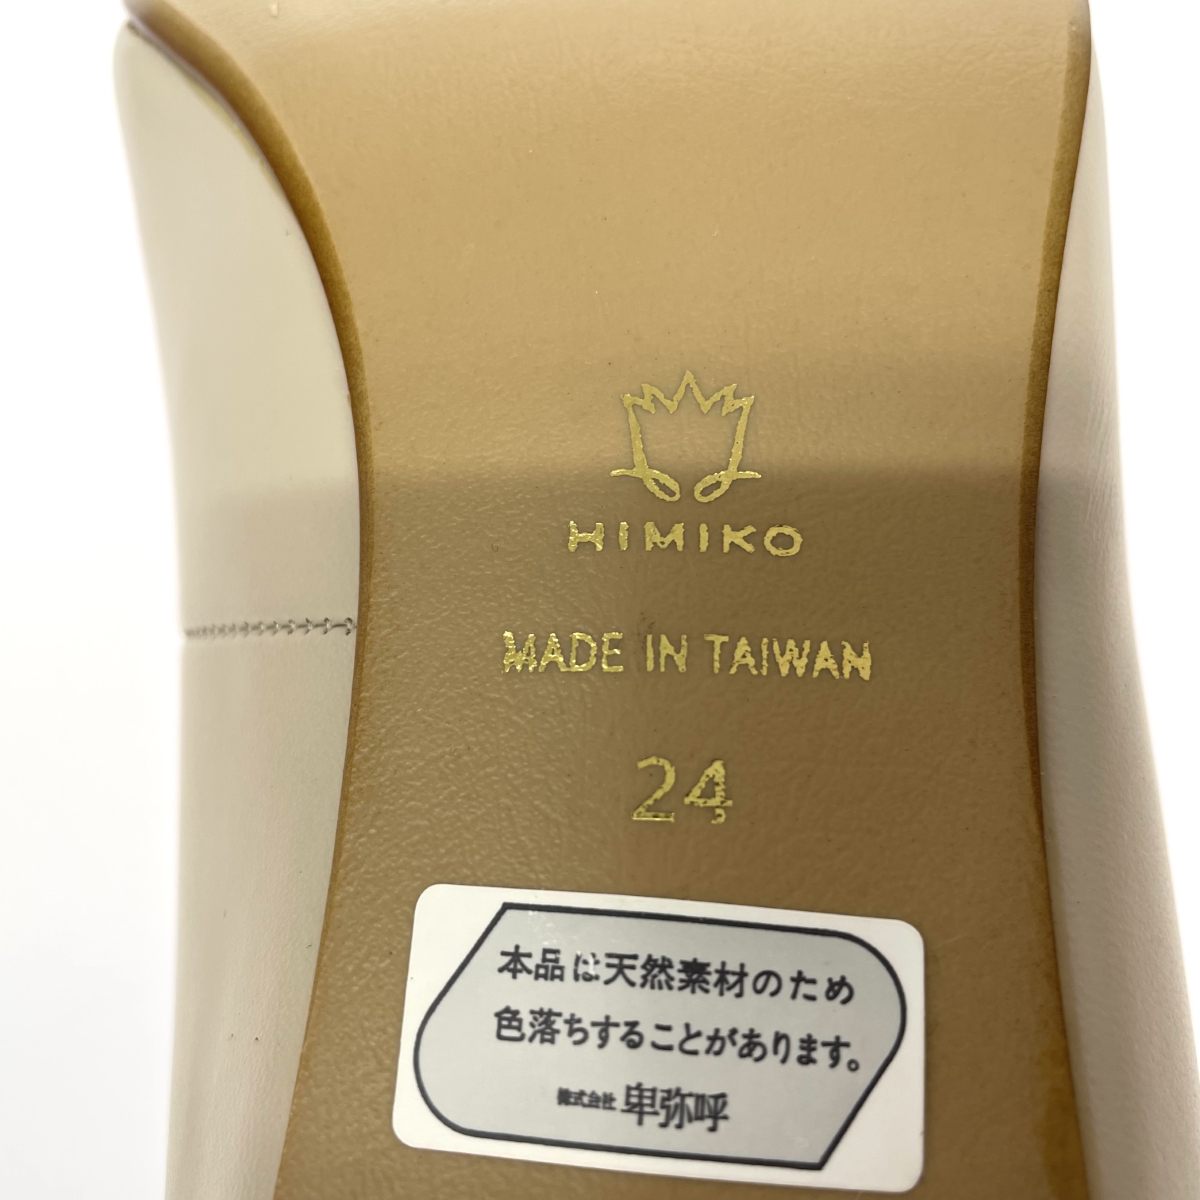 HIMIKO
MADE IN TAIWAN
24
本品は天然素材のため
色落ちすることがあります。
株式会社 卑弥呼